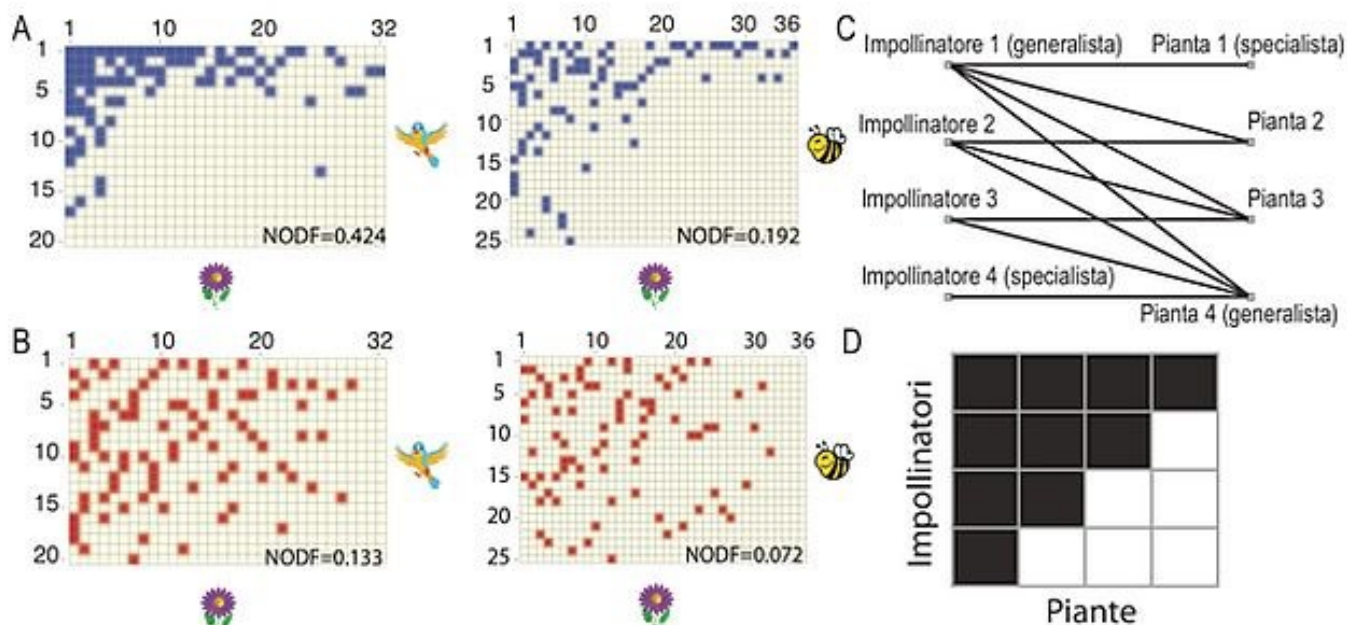 A
1 10 20 32
1
5
10
15
20
NODF=0.424
1 10 20 30 36
1
5
10
15
20
25
NODF=0.192
C
Impollinatore 1 (generalista) Pianta 1 (specialista)
Impollinatore 2 Pianta 2
Impollinatore 3 Pianta 3
Impollinatore 4 (specialista)
Pianta 4 (generalista)
B
1 10 20 32
1
5
10
15
20
NODF=0.133
1 10 20 30 36
1
5
10
15
20
25
NODF=0.072
D
Impollinatori
Piante